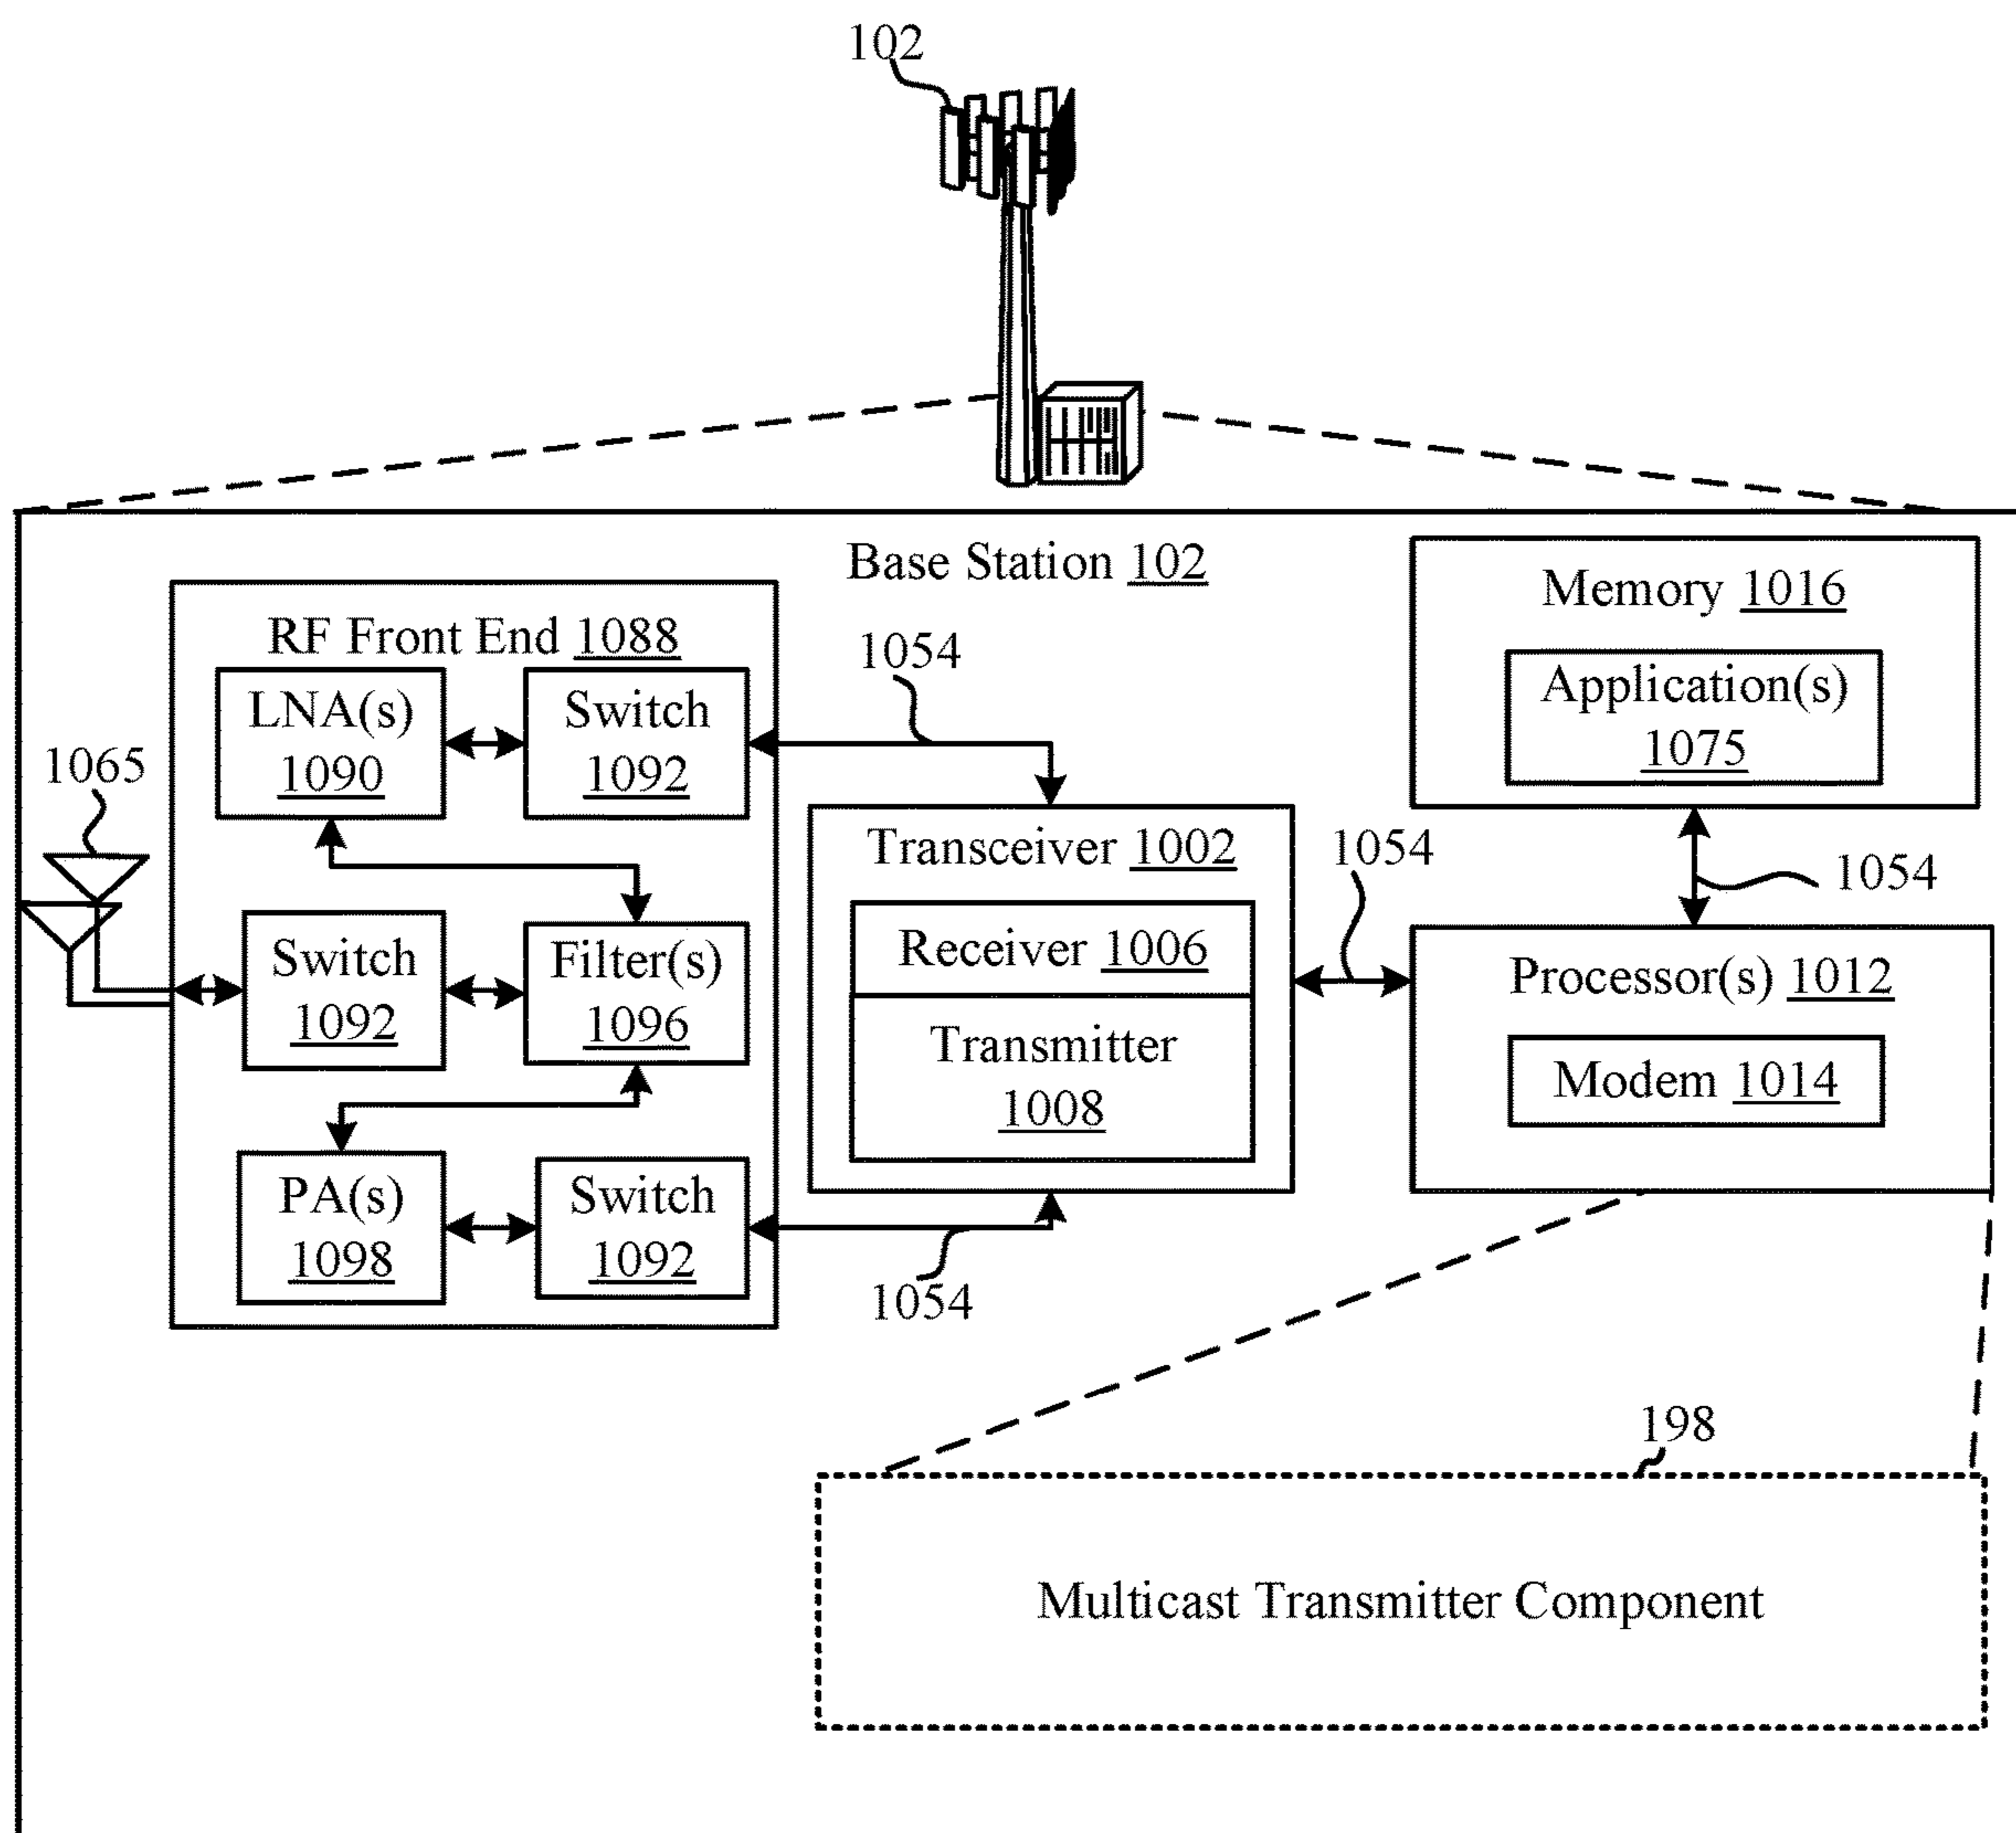 102
Base Station 102
RF Front End 1088
LNA(s)
1090
Switch
1092
1054
1065
Switch
1092
Filter(s)
1096
PA(s)
1098
Switch
1092
1054
Transceiver 1002
Receiver 1006
Transmitter
1008
1054
Memory 1016
Application(s)
1075
1054
Processor(s) 1012
Modem 1014
198
Multicast Transmitter Component